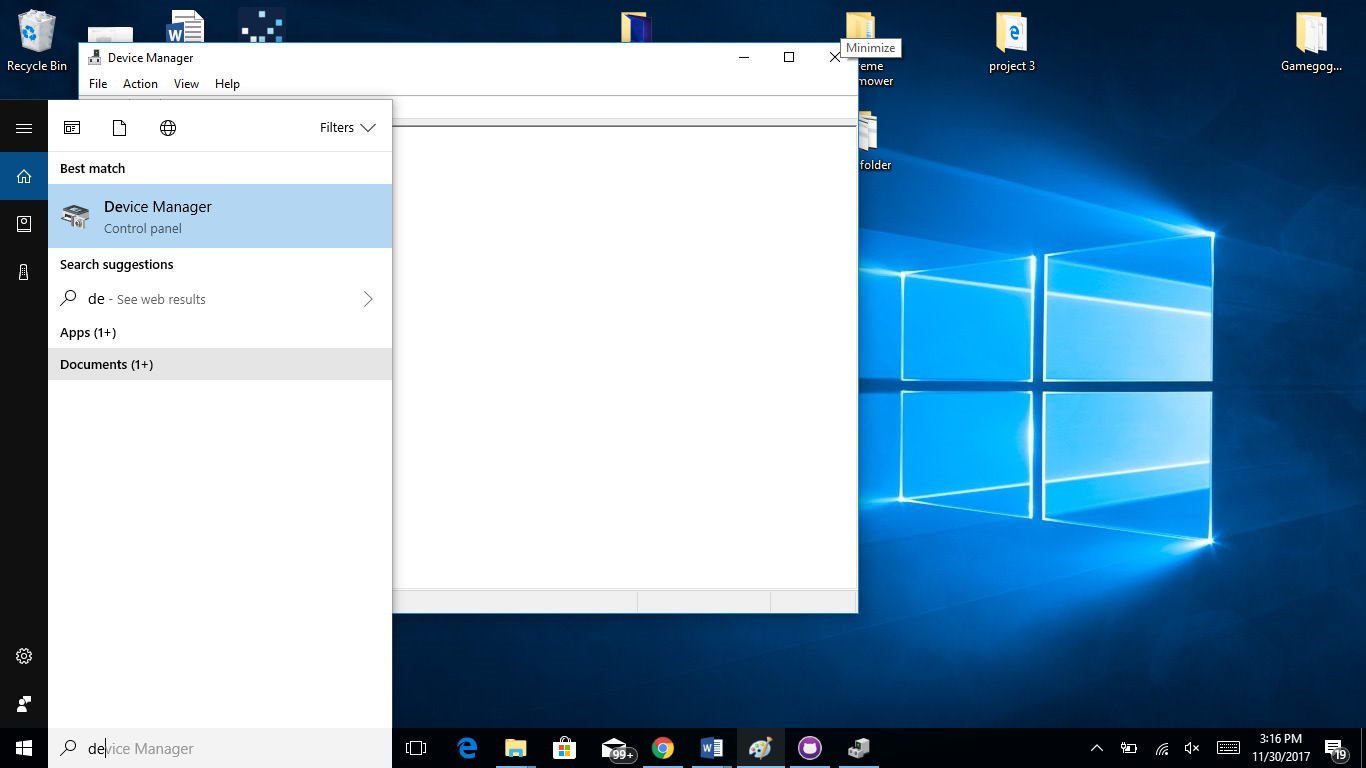 Recycle Bin
Device Manager
Minimize
File Action View Help
project 3
Gamegog...
mower
folder
Filters
Best match
Device Manager
Control panel
Search suggestions
de - See web results
Apps (1+)
Documents (1+)
device Manager
99+
3:16 PM
11/30/2017
19